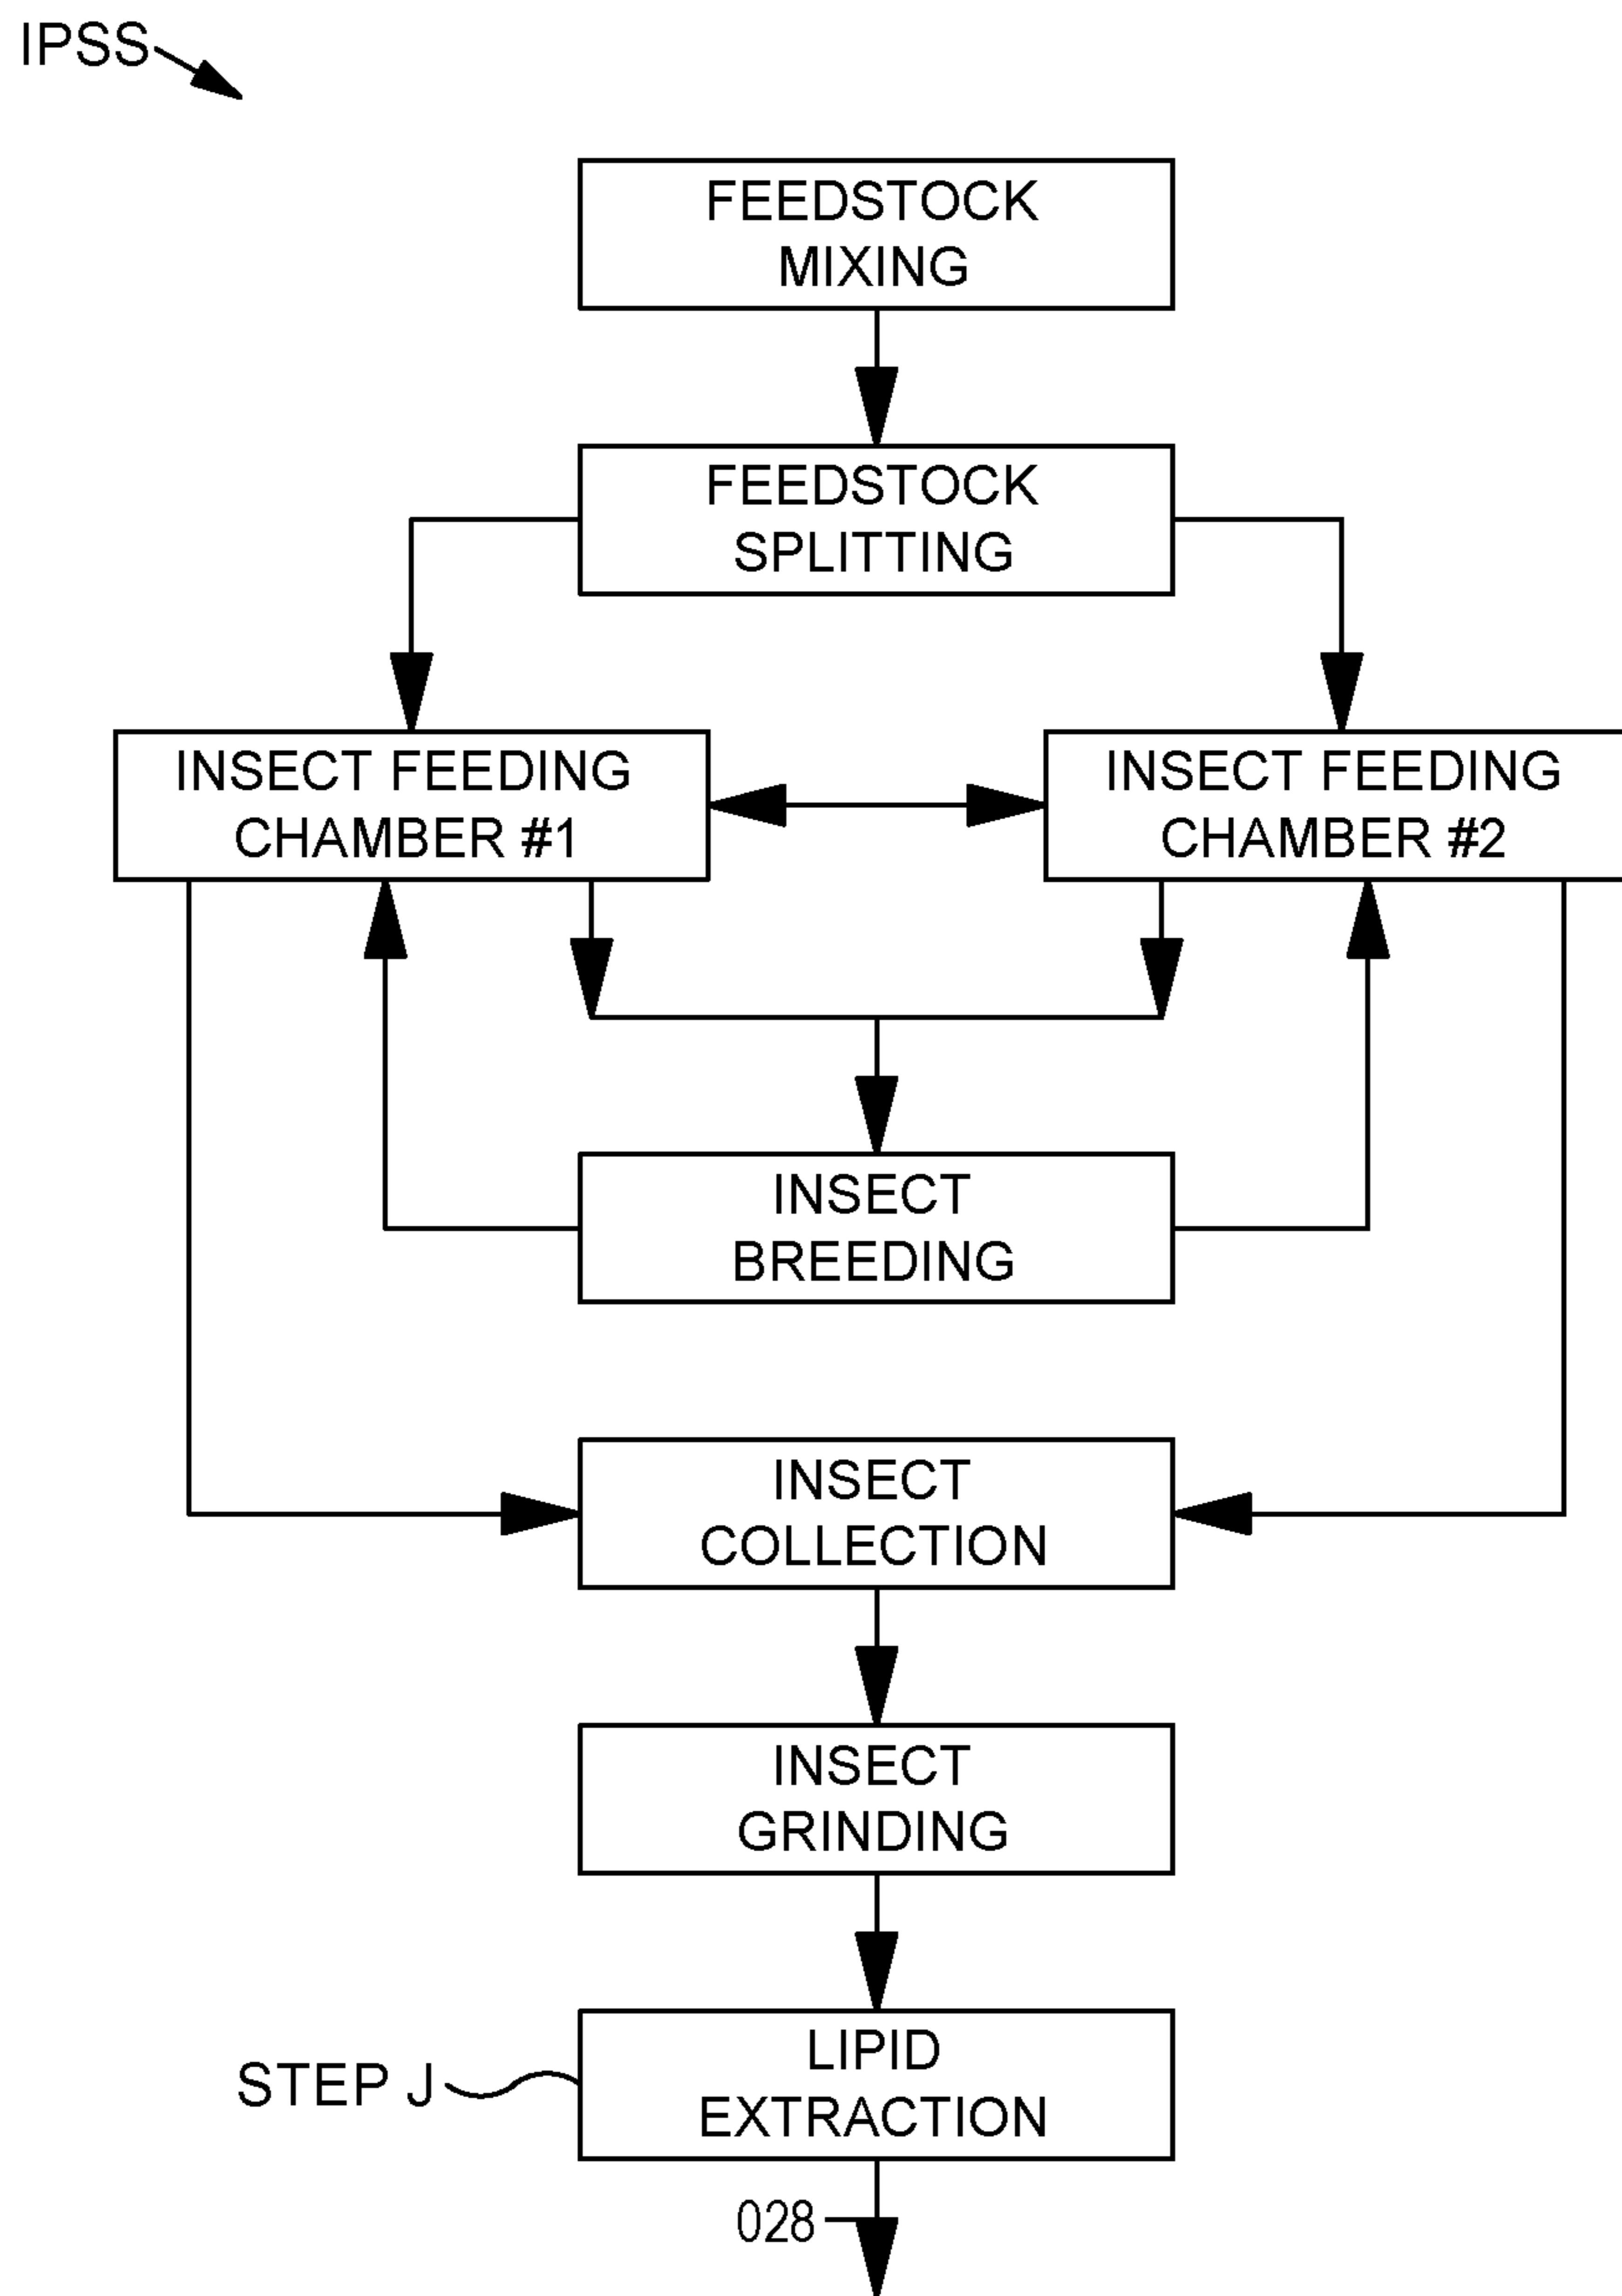 IPSS
FEEDSTOCK
MIXING
FEEDSTOCK
SPLITTING
INSECT FEEDING
CHAMBER #1
INSECT FEEDING
CHAMBER #2
INSECT
BREEDING
INSECT
COLLECTION
INSECT
GRINDING
LIPID
EXTRACTION
STEP J
028